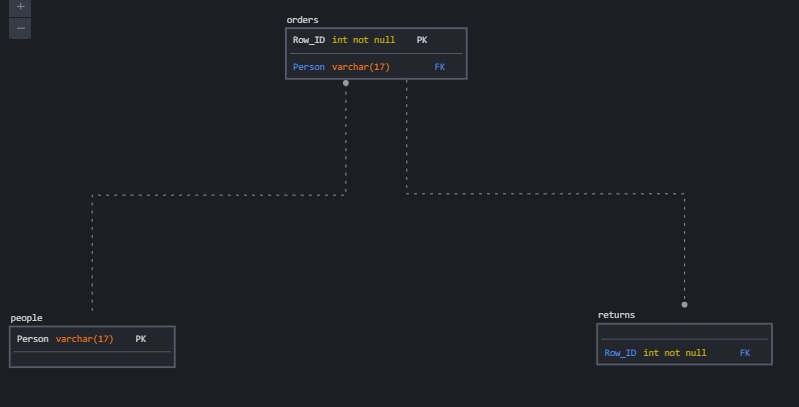 +
−
orders
Row_ID int not null PK
Person varchar(17) FK
people
Person varchar(17) PK
returns
Row_ID int not null FK